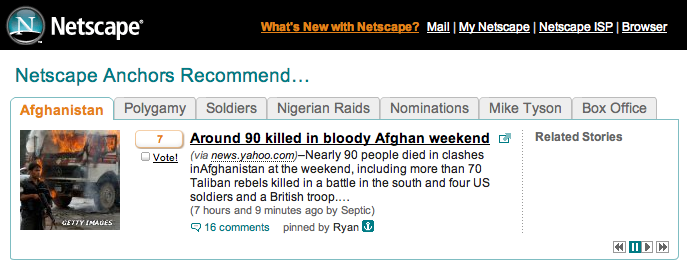 N Netscape®
What's New with Netscape? Mail | My Netscape | Netscape ISP | Browser
Netscape Anchors Recommend…
Afghanistan Polygamy Soldiers Nigerian Raids Nominations Mike Tyson Box Office
7
Vote!
GETTY IMAGES
Around 90 killed in bloody Afghan weekend
(via news.yahoo.com)–Nearly 90 people died in clashes
inAfghanistan at the weekend, including more than 70
Taliban rebels killed in a battle in the south and four US
soldiers and a British troop....
(7 hours and 9 minutes ago by Septic)
16 comments pinned by Ryan
Related Stories